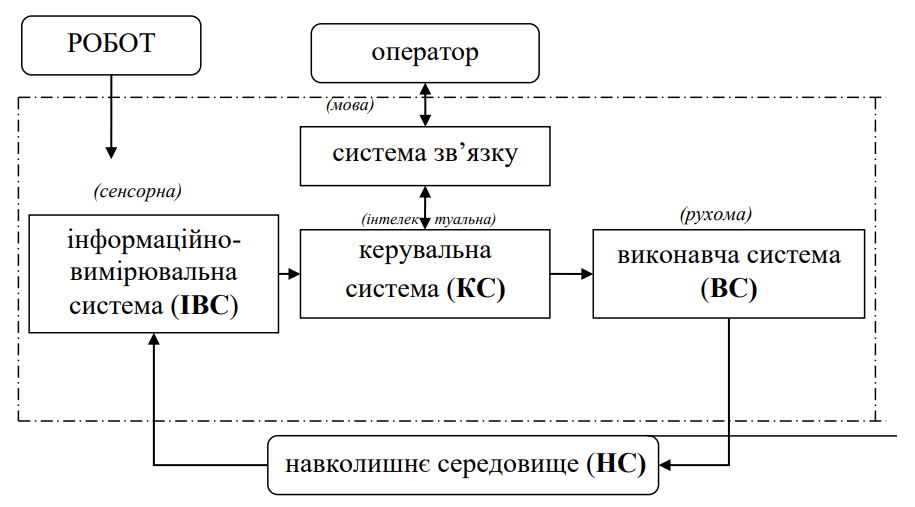 РОБОТ
оператор
(мова)
система зв’язку
(сенсорна)
(інтелек туальна)
(рухома)
інформаційно-
вимірювальна
система (ІВС)
керувальна
система (КС)
виконавча система
(ВС)
навколишнє середовище (НС)